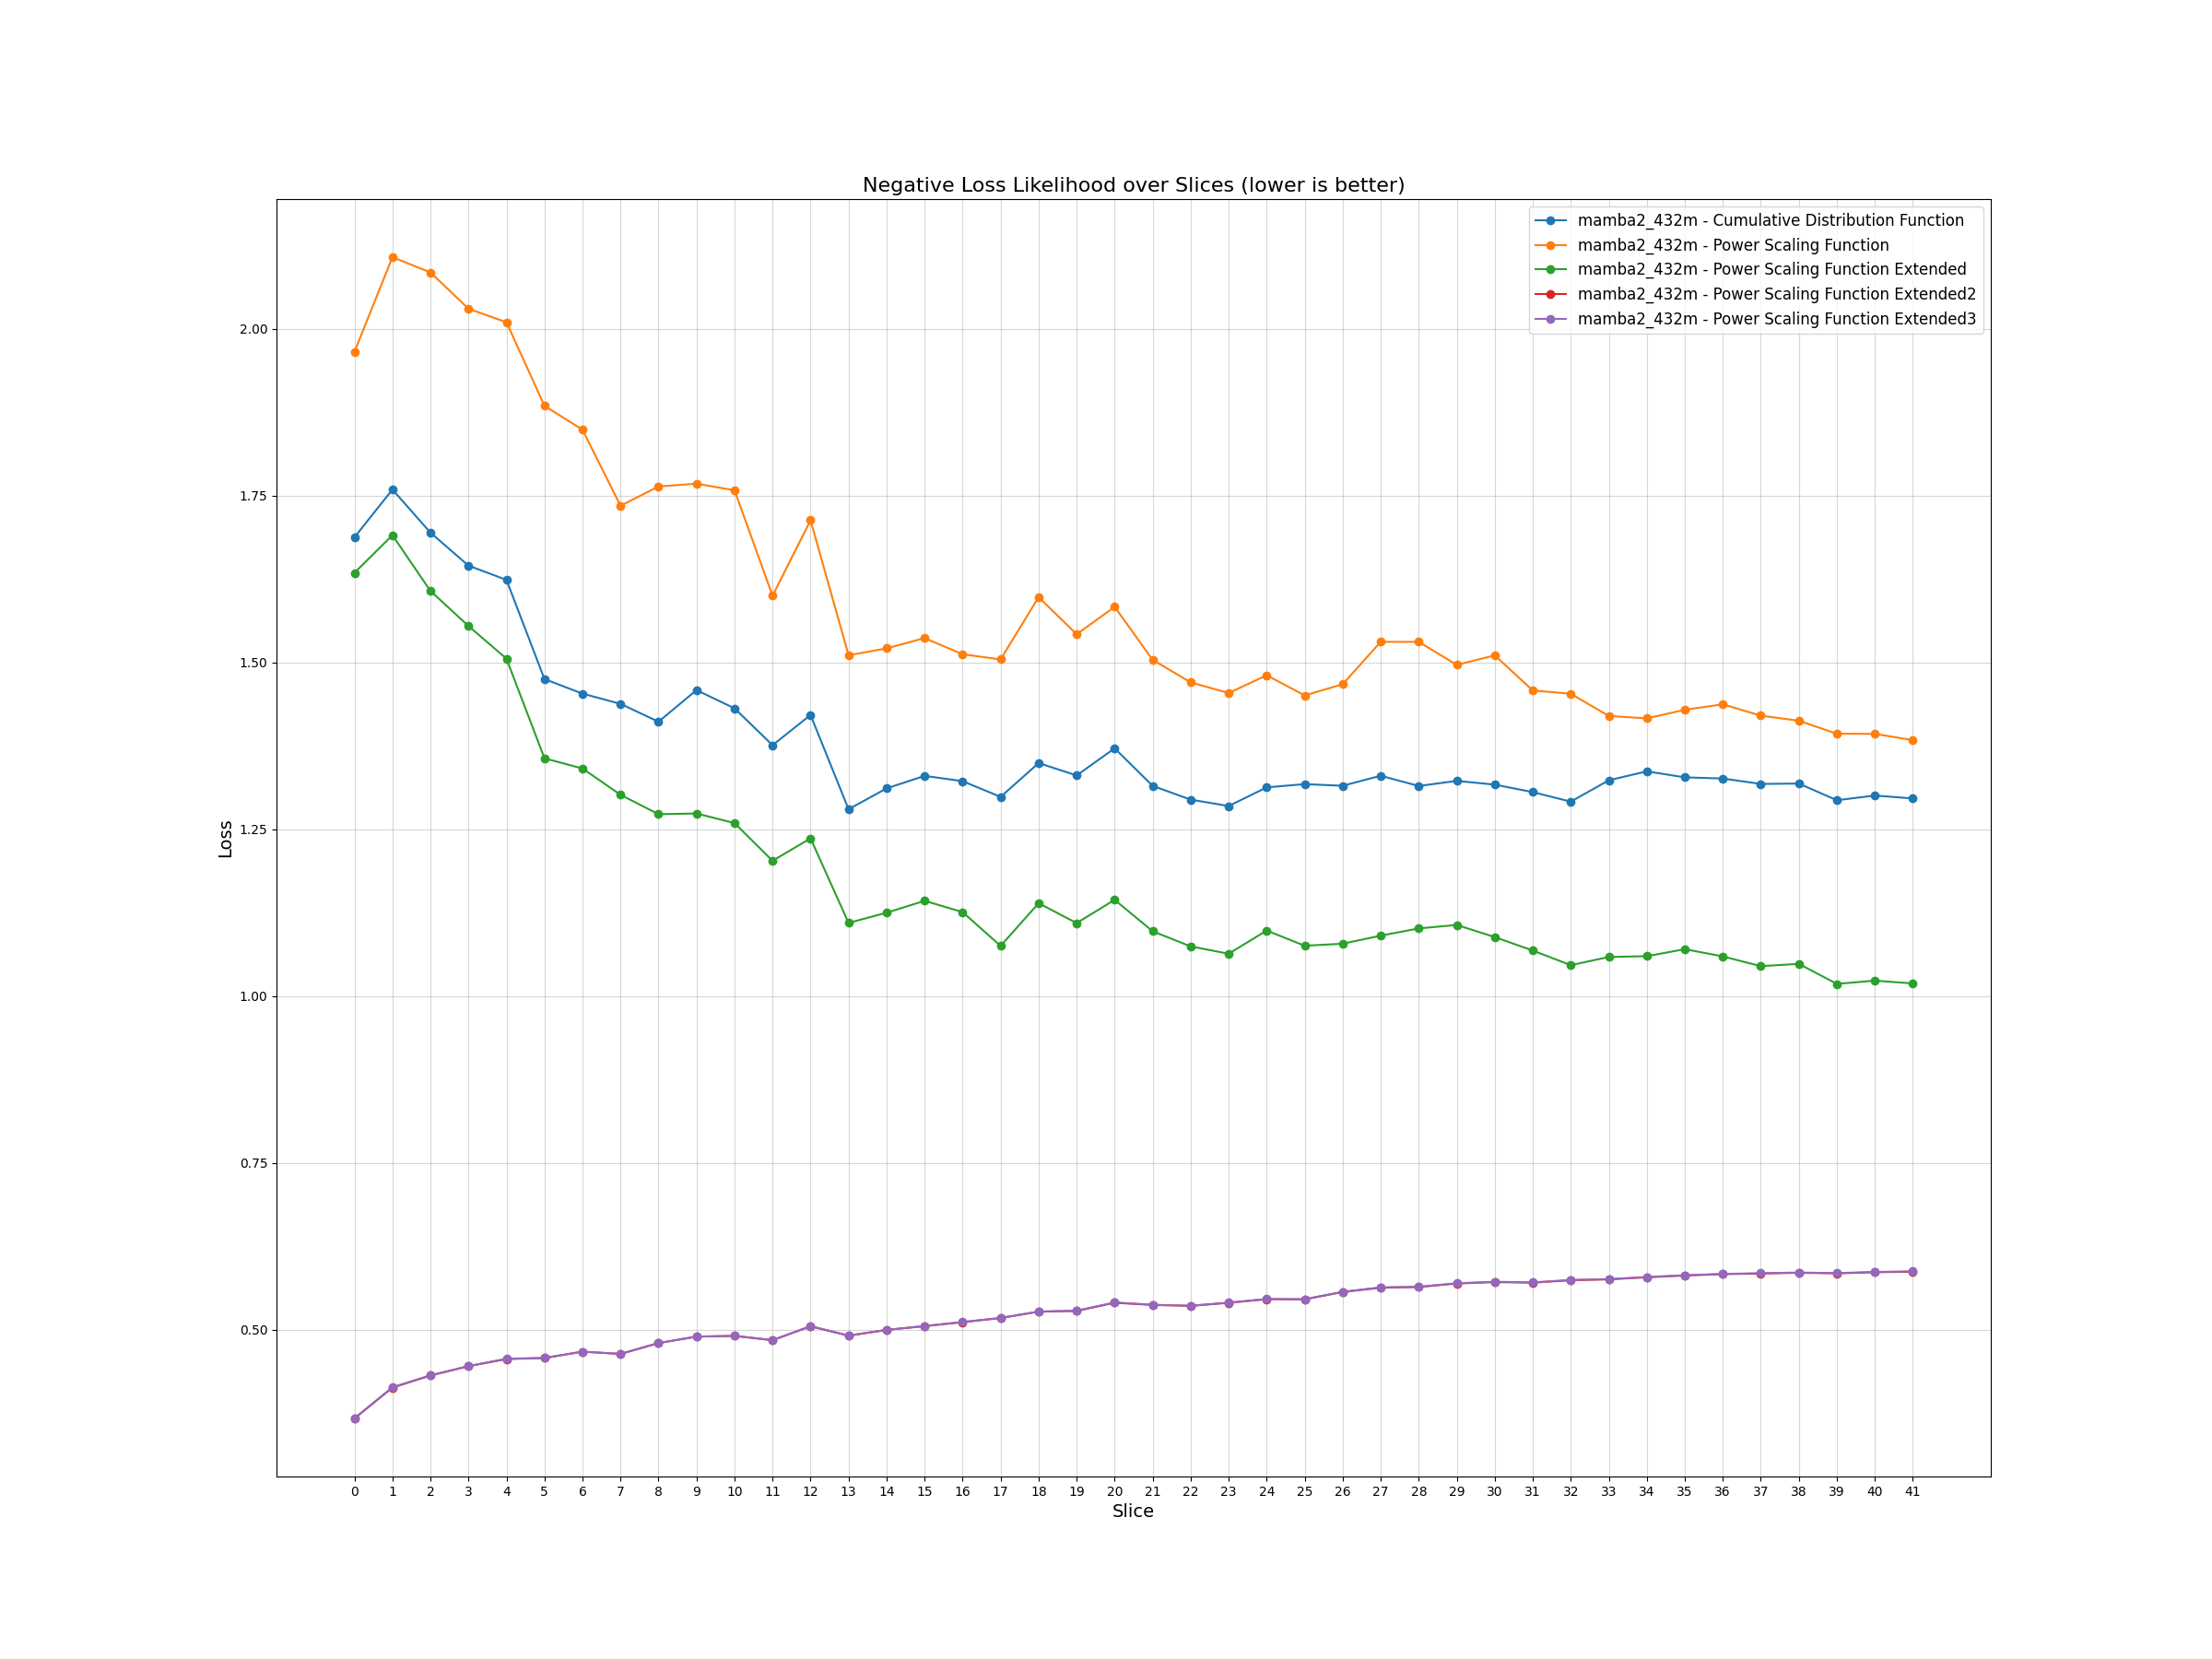 Negative Loss Likelihood over Slices (lower is better)
mamba2_432m - Cumulative Distribution Function
mamba2_432m - Power Scaling Function
mamba2_432m - Power Scaling Function Extended
mamba2_432m - Power Scaling Function Extended2
mamba2_432m - Power Scaling Function Extended3
2.00
1.75
1.50
1.25
1.00
0.75
0.50
Loss
0 1 2 3 4 5 6 7 8 9 10 11 12 13 14 15 16 17 18 19 20 21 22 23 24 25 26 27 28 29 30 31 32 33 34 35 36 37 38 39 40 41
Slice